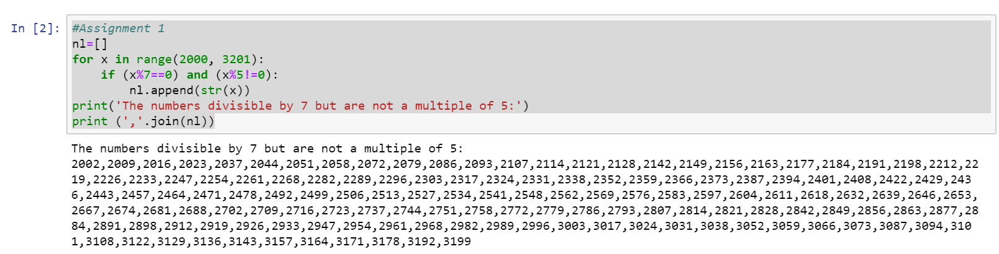 In [2]: #Assignment 1
nl=[]
for x in range(2000, 3201):
    if (x%7==0) and (x%5!=0):
        nl.append(str(x))
print('The numbers divisible by 7 but are not a multiple of 5:')
print (','.join(nl))
The numbers divisible by 7 but are not a multiple of 5:
2002,2009,2016,2023,2037,2044,2051,2058,2072,2079,2086,2093,2107,2114,2121,2128,2142,2149,2156,2163,2177,2184,2191,2198,2212,22
19,2226,2233,2247,2254,2261,2268,2282,2289,2296,2303,2317,2324,2331,2338,2352,2359,2366,2373,2387,2394,2401,2408,2422,2429,243
6,2443,2457,2464,2471,2478,2492,2499,2506,2513,2527,2534,2541,2548,2562,2569,2576,2583,2597,2604,2611,2618,2632,2639,2646,2653,
2667,2674,2681,2688,2702,2709,2716,2723,2737,2744,2751,2758,2772,2779,2786,2793,2807,2814,2821,2828,2842,2849,2856,2863,2877,28
84,2891,2898,2912,2919,2926,2933,2947,2954,2961,2968,2982,2989,2996,3003,3017,3024,3031,3038,3052,3059,3066,3073,3087,3094,310
1,3108,3122,3129,3136,3143,3157,3164,3171,3178,3192,3199